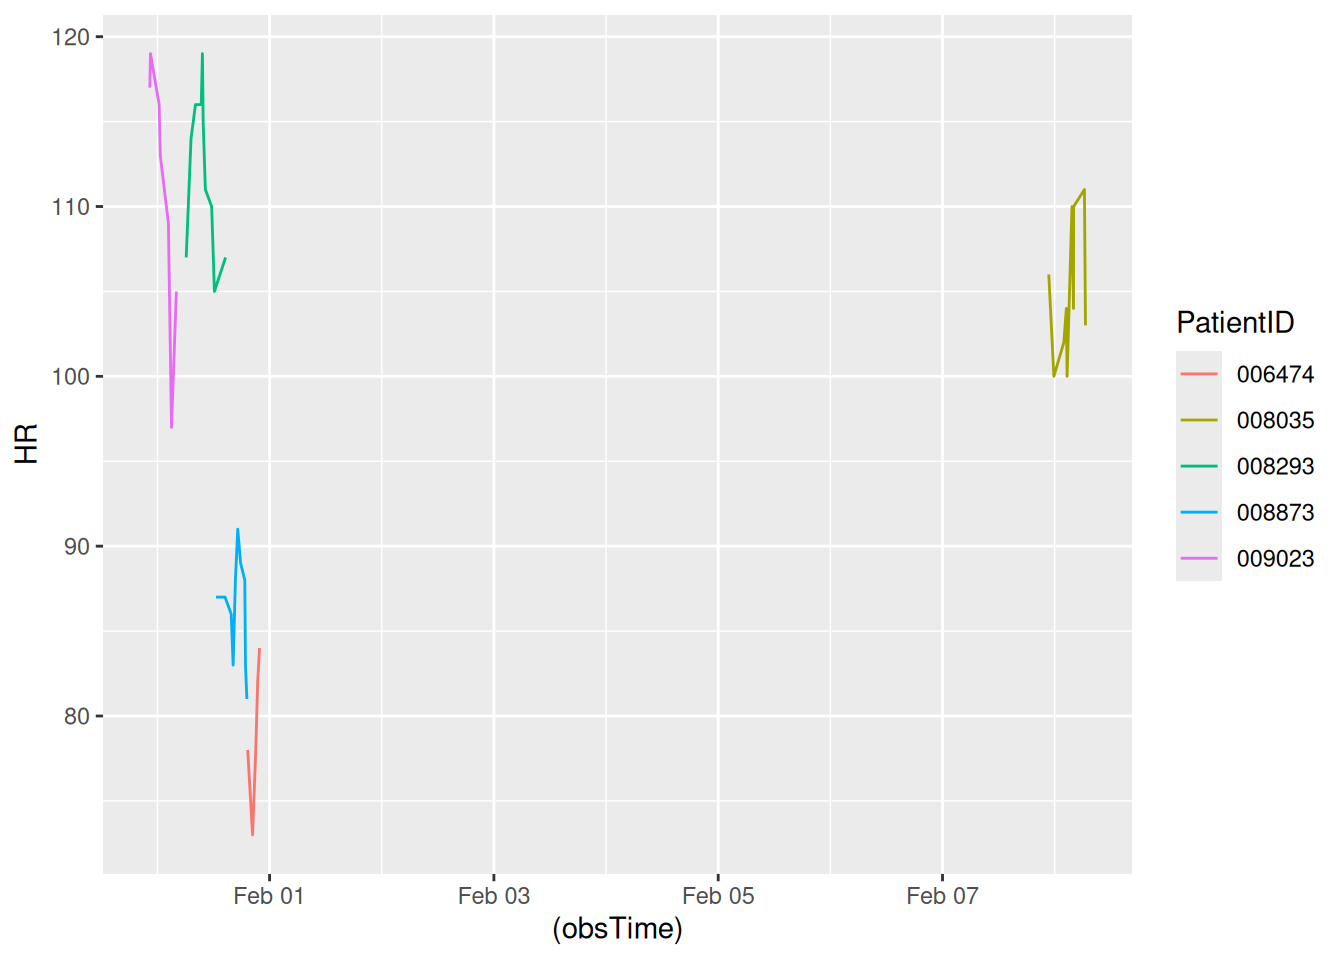 120
110
100
90
80
HR
Feb 01
Feb 03
Feb 05
Feb 07
(obsTime)
PatientID
006474
008035
008293
008873
009023